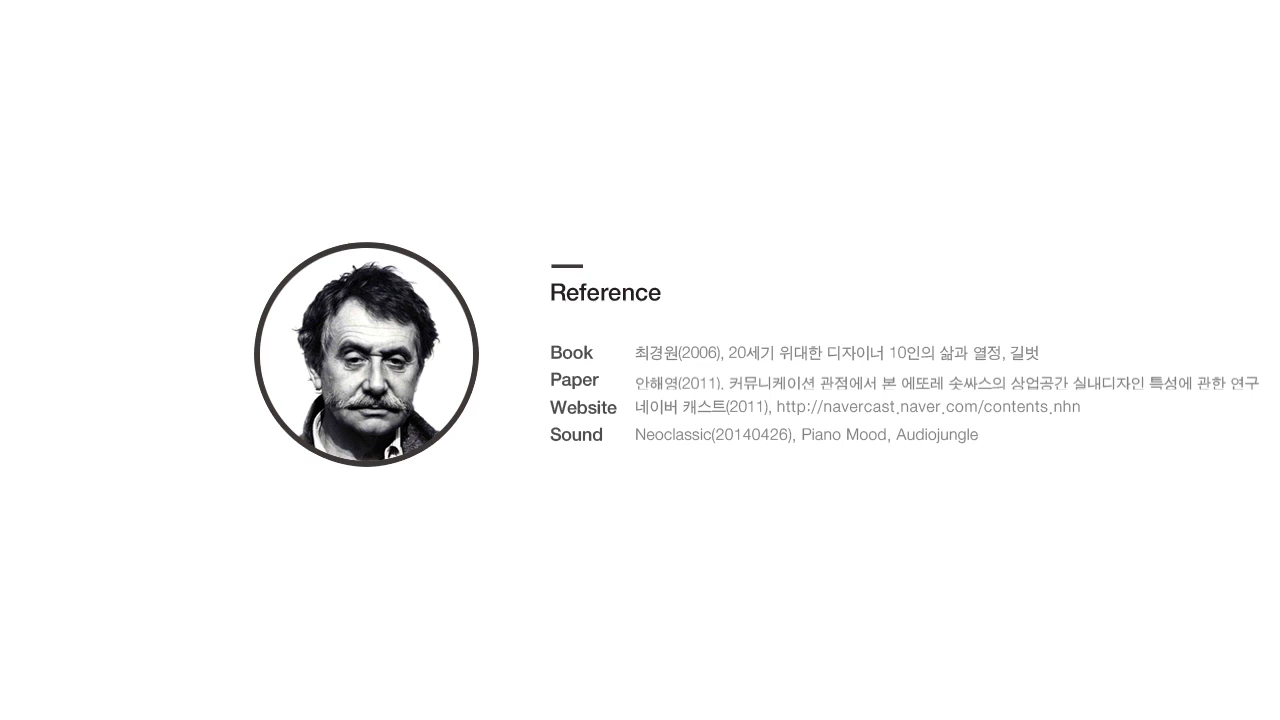 Reference
Book 최경원(2006), 20세기 위대한 디자이너 10인의 삶과 열정, 길벗
Paper 안해영(2011), 커뮤니케이션 관점에서 본 에또레 솟싸스의 상업공간 실내디자인 특성에 관한 연구
Website 네이버 캐스트(2011), http://navercast.naver.com/contents.nhn
Sound Neoclassic(20140426), Piano Mood, Audiojungle